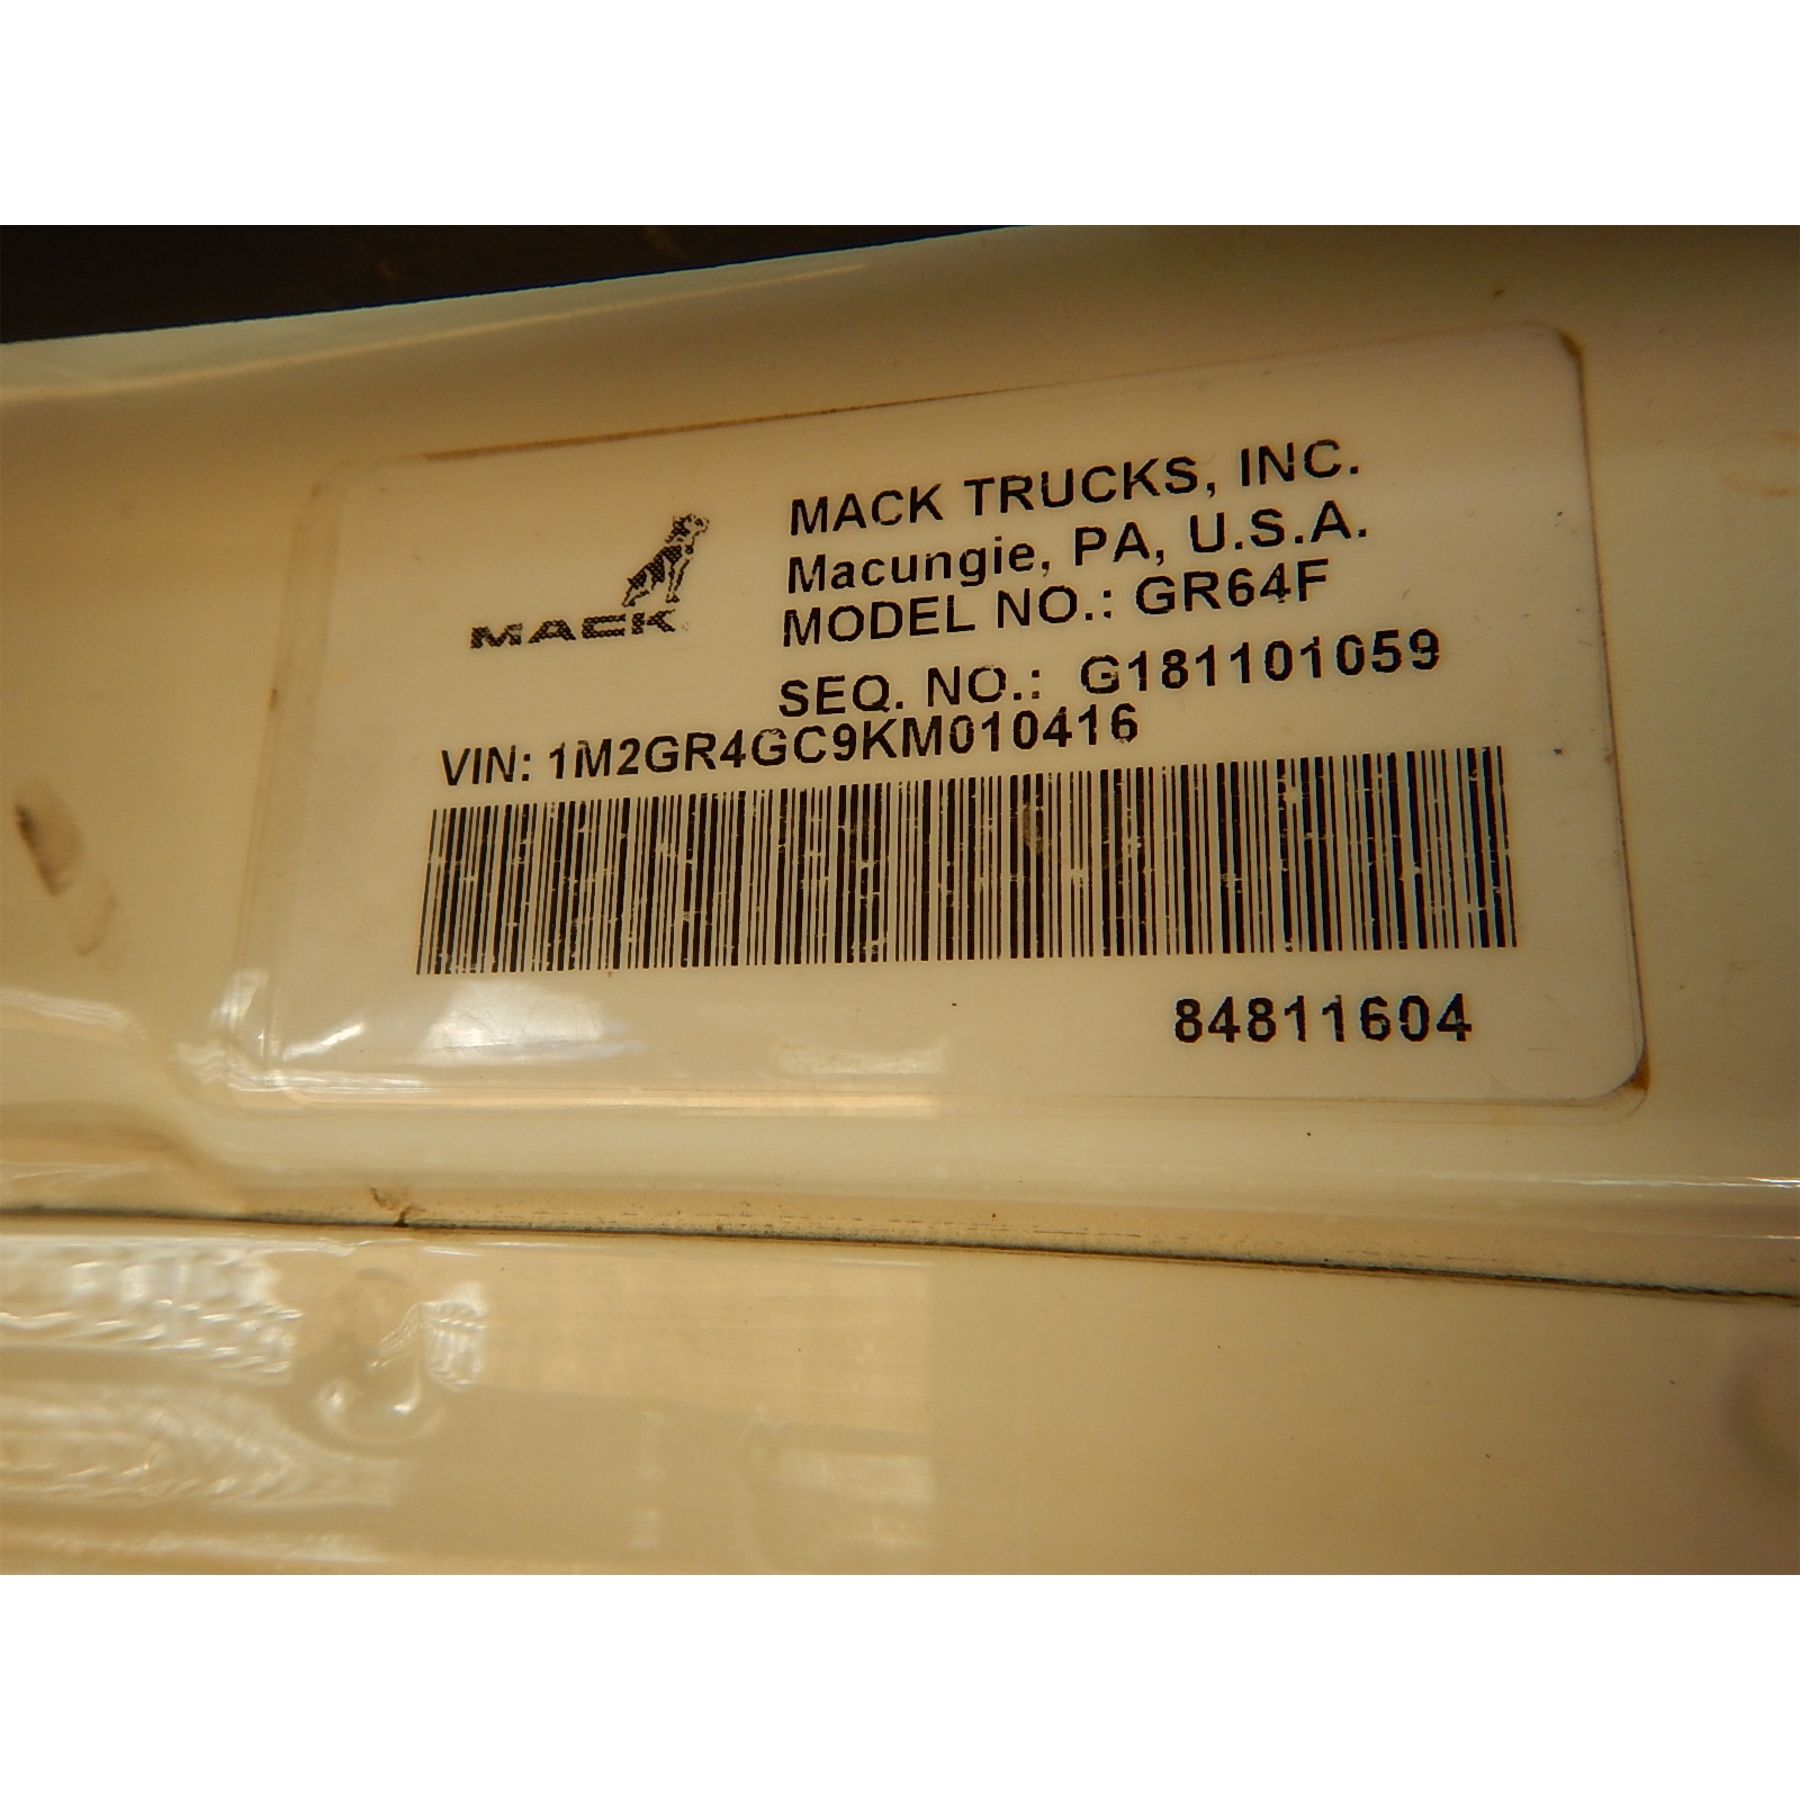 MACK
MACK TRUCKS, INC.
Macungie, PA, U.S.A.
MODEL NO.: GR64F
SEQ. NO.: G181101059
VIN: 1M2GR4GC9KM010416
84811604